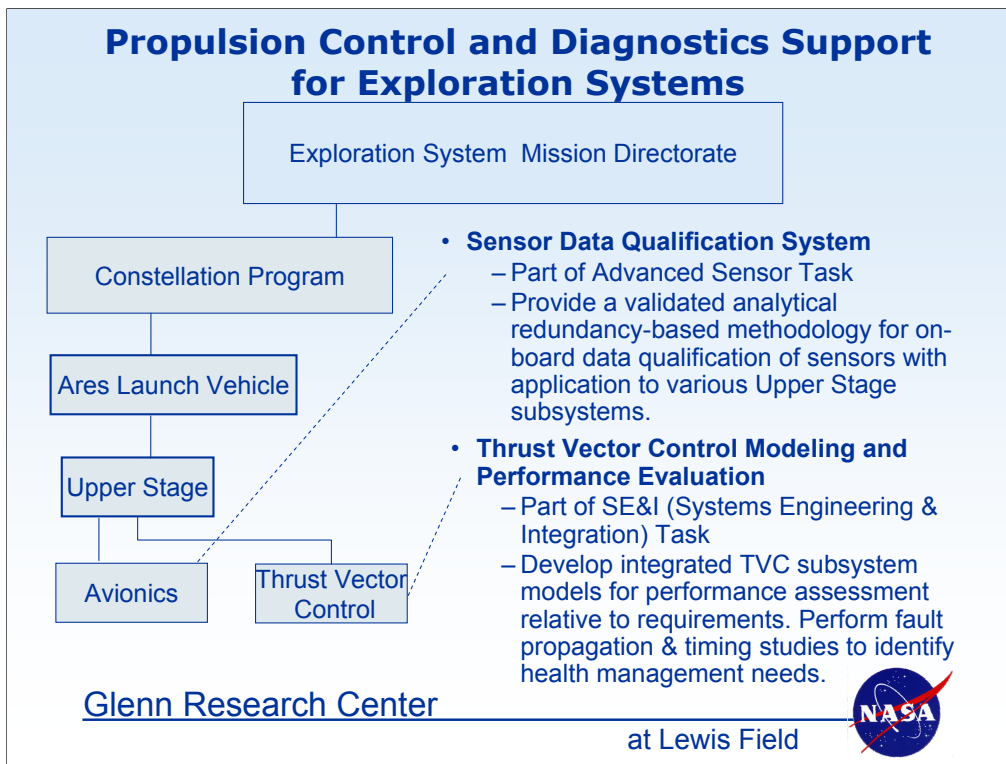 Propulsion Control and Diagnostics Support
for Exploration Systems
Exploration System Mission Directorate
Constellation Program
Ares Launch Vehicle
Upper Stage
Avionics
Thrust Vector
Control
• Sensor Data Qualification System
– Part of Advanced Sensor Task
– Provide a validated analytical
redundancy-based methodology for on-
board data qualification of sensors with
application to various Upper Stage
subsystems.
• Thrust Vector Control Modeling and
Performance Evaluation
– Part of SE&I (Systems Engineering &
Integration) Task
– Develop integrated TVC subsystem
models for performance assessment
relative to requirements. Perform fault
propagation & timing studies to identify
health management needs.
Glenn Research Center
at Lewis Field
NASA